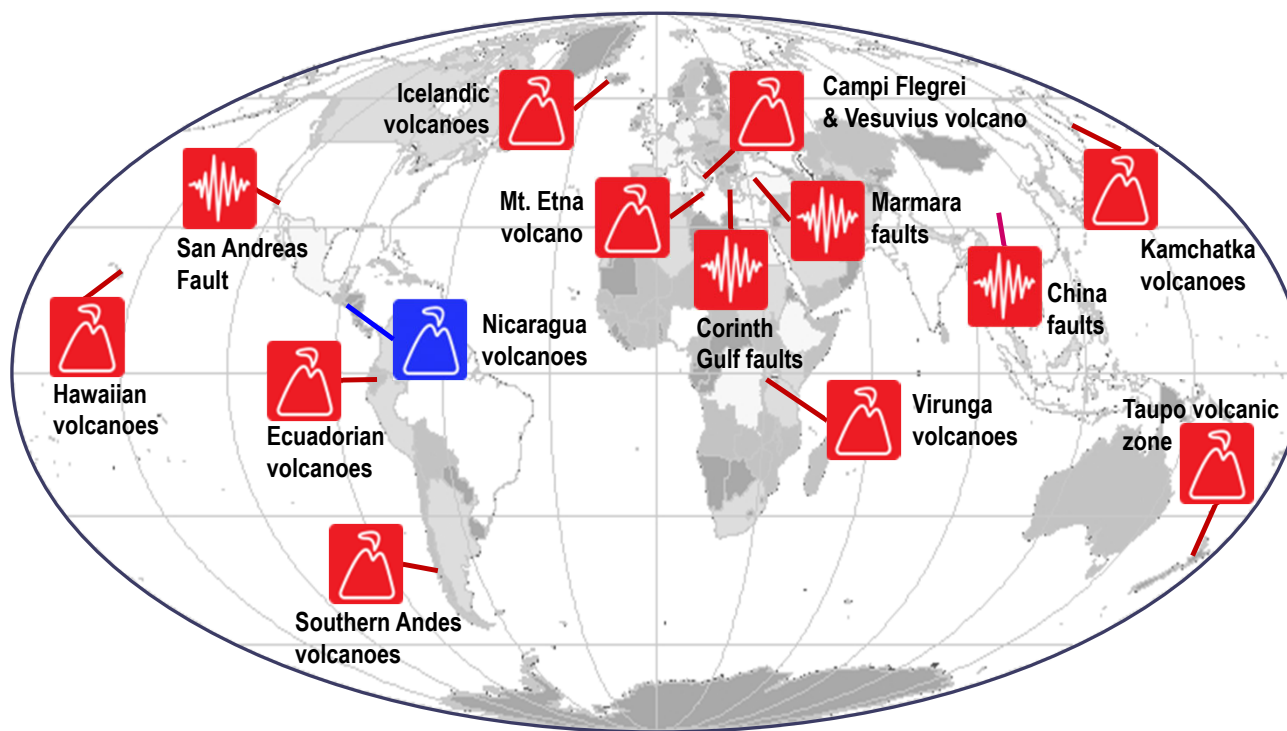 Icelandic
volcanoes
Campi Flegrei
& Vesuvius volcano
San Andreas
Fault
Mt. Etna
volcano
Marmara
faults
Kamchatka
volcanoes
Hawaiian
volcanoes
Nicaragua
volcanoes
Corinth
Gulf faults
China
faults
Ecuadorian
volcanoes
Virunga
volcanoes
Taupo volcanic
zone
Southern Andes
volcanoes